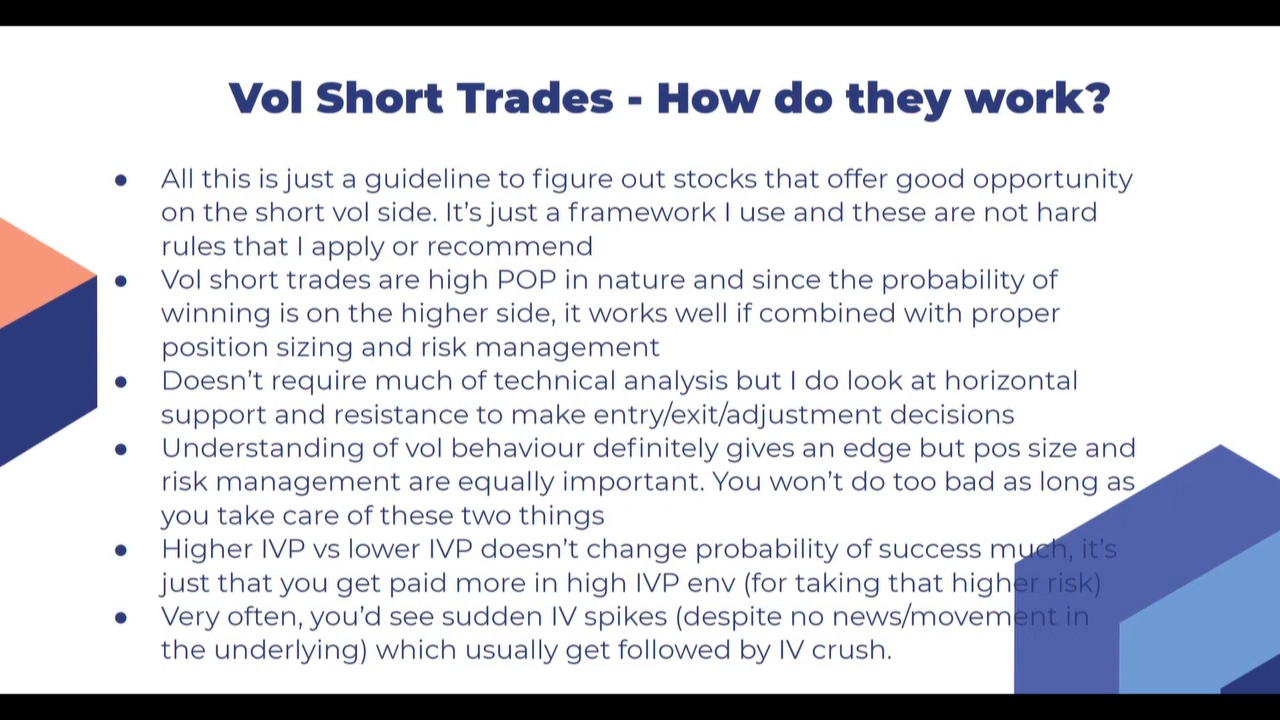 Vol Short Trades - How do they work?
● All this is just a guideline to figure out stocks that offer good opportunity
on the short vol side. It's just a framework I use and these are not hard
rules that I apply or recommend
● Vol short trades are high POP in nature and since the probability of
winning is on the higher side, it works well if combined with proper
position sizing and risk management
● Doesn't require much of technical analysis but I do look at horizontal
support and resistance to make entry/exit/adjustment decisions
● Understanding of vol behaviour definitely gives an edge but pos size and
risk management are equally important. You won't do too bad as long as
you take care of these two things
● Higher IVP vs lower IVP doesn't change probability of success much, it's
just that you get paid more in high IVP env (for taking that higher risk)
● Very often, you'd see sudden IV spikes (despite no news/movement in
the underlying) which usually get followed by IV crush.